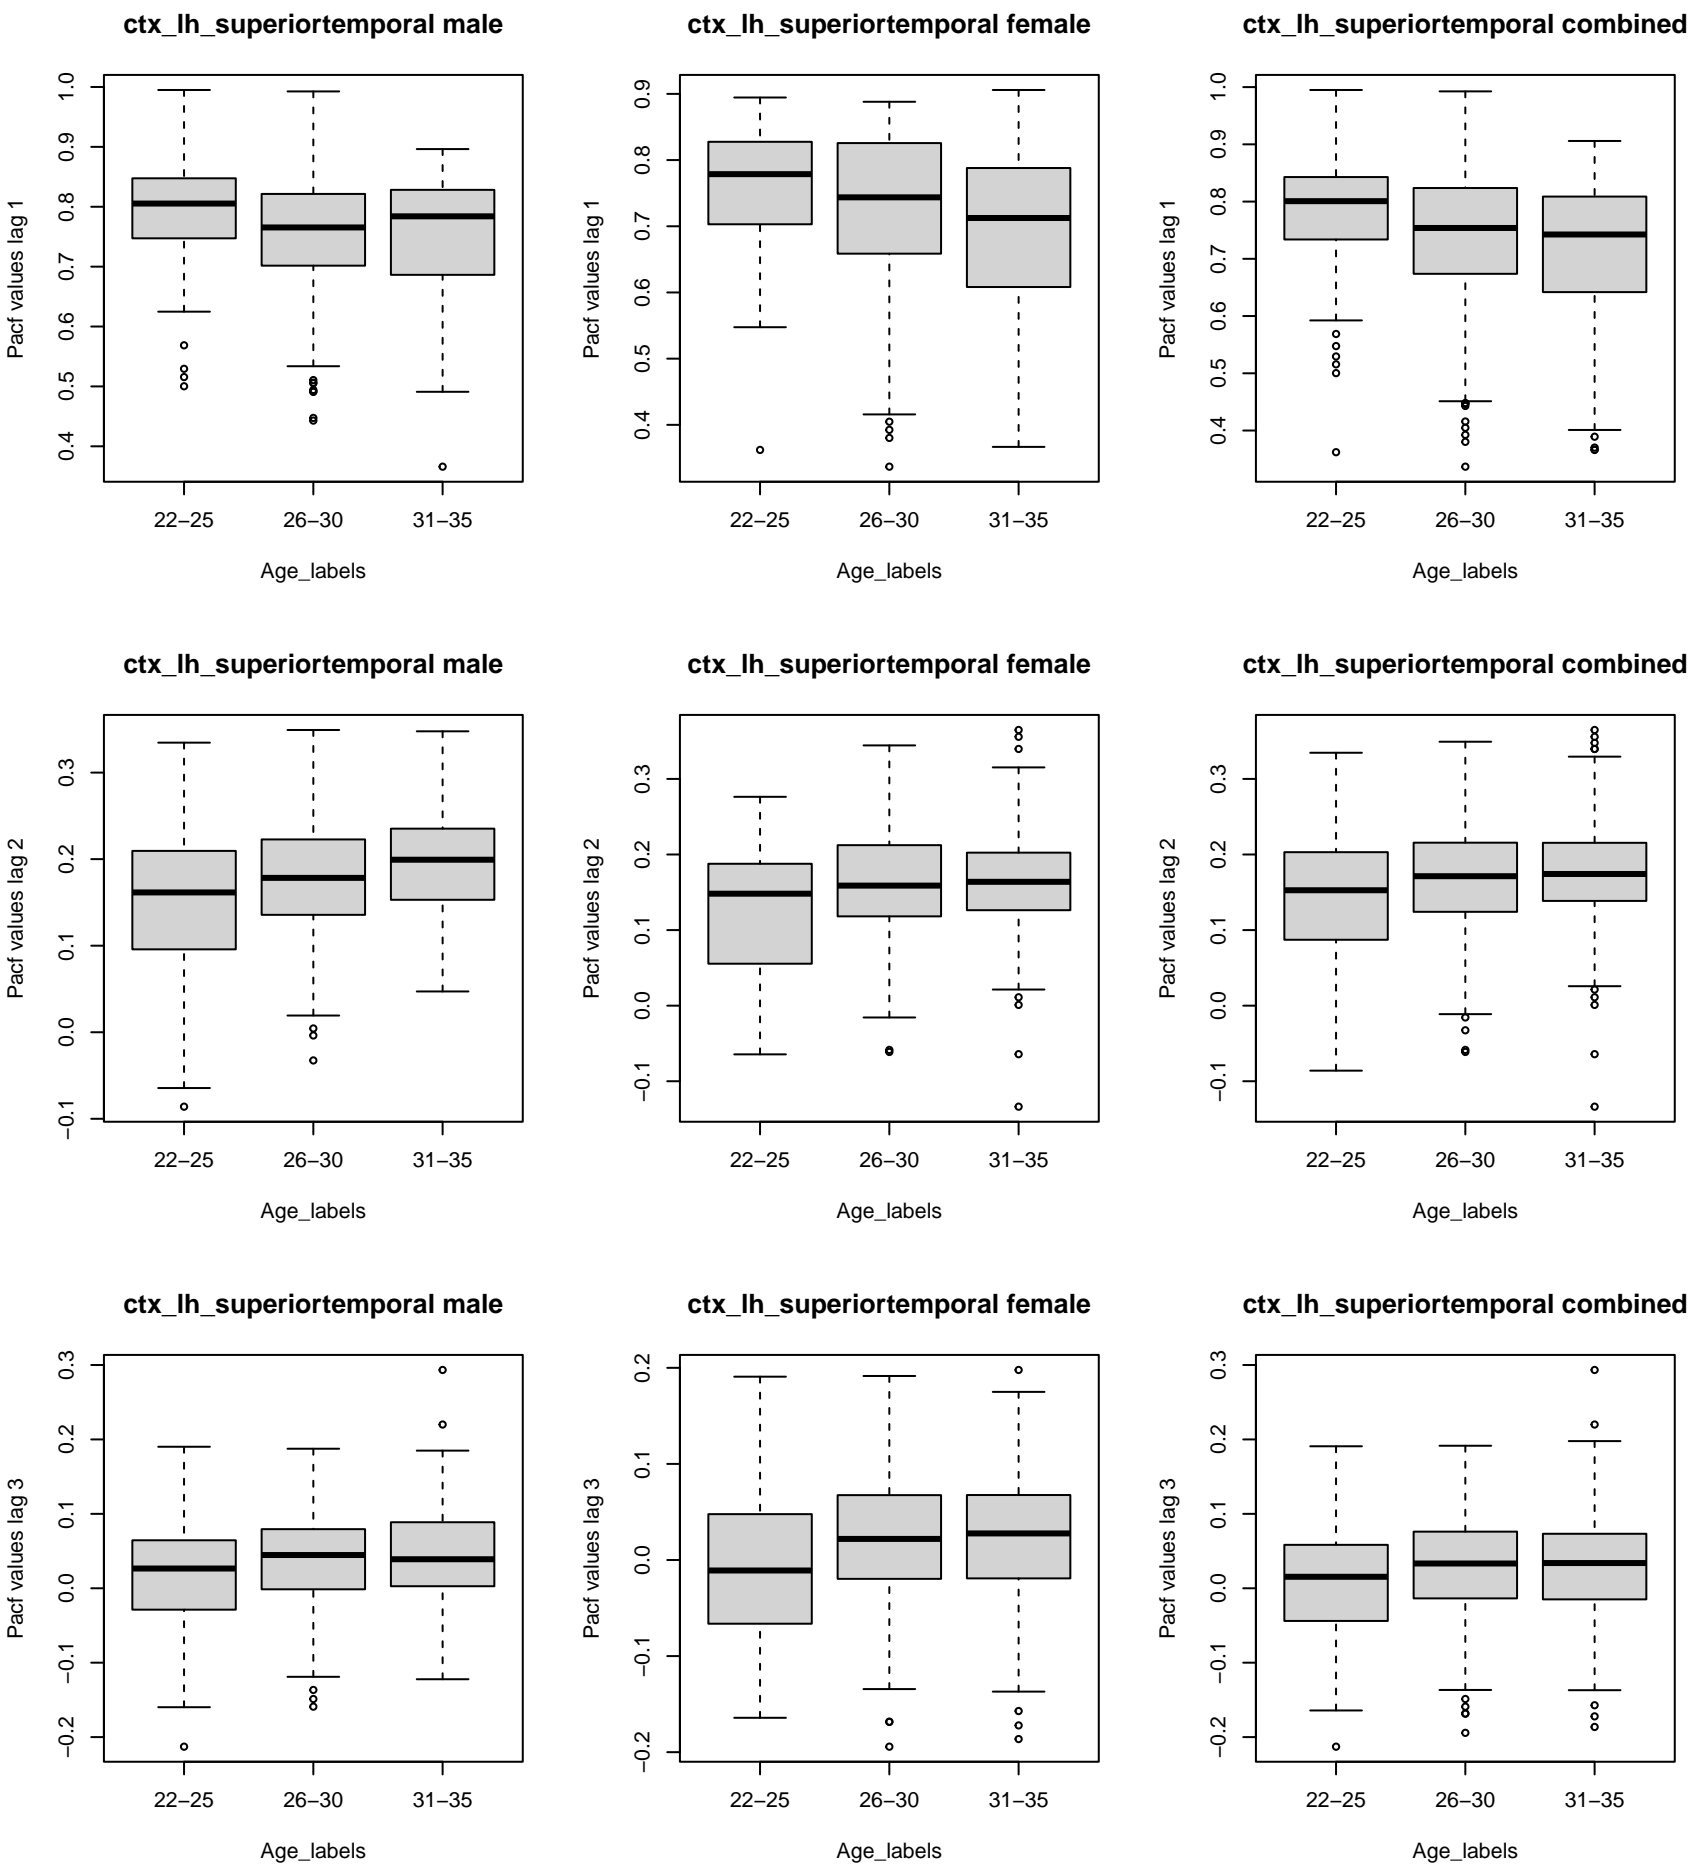 ctx_lh_superiortemporal male
Pacf values lag 1
1.0
0.9
0.8
0.7
0.6
0.5
0.4
22−25 26−30 31−35
Age_labels
ctx_lh_superiortemporal female
Pacf values lag 1
0.9
0.8
0.7
0.6
0.5
0.4
22−25 26−30 31−35
Age_labels
ctx_lh_superiortemporal combined
Pacf values lag 1
1.0
0.9
0.8
0.7
0.6
0.5
0.4
22−25 26−30 31−35
Age_labels
ctx_lh_superiortemporal male
Pacf values lag 2
0.3
0.2
0.1
0.0
−0.1
22−25 26−30 31−35
Age_labels
ctx_lh_superiortemporal female
Pacf values lag 2
0.3
0.2
0.1
0.0
−0.1
22−25 26−30 31−35
Age_labels
ctx_lh_superiortemporal combined
Pacf values lag 2
0.3
0.2
0.1
0.0
−0.1
22−25 26−30 31−35
Age_labels
ctx_lh_superiortemporal male
Pacf values lag 3
0.3
0.2
0.1
0.0
−0.1
−0.2
22−25 26−30 31−35
Age_labels
ctx_lh_superiortemporal female
Pacf values lag 3
0.2
0.1
0.0
−0.1
−0.2
22−25 26−30 31−35
Age_labels
ctx_lh_superiortemporal combined
Pacf values lag 3
0.3
0.2
0.1
0.0
−0.1
−0.2
22−25 26−30 31−35
Age_labels